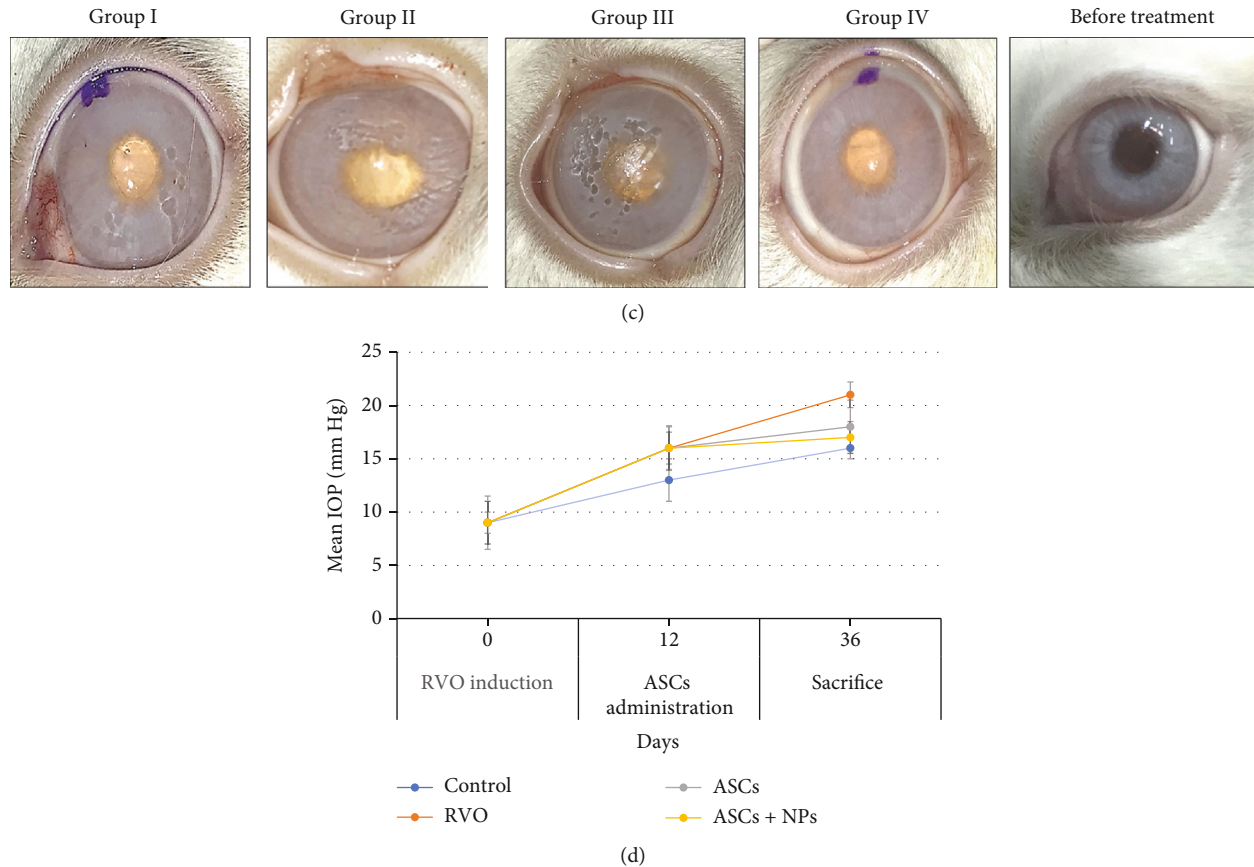 Group I Group II Group III Group IV Before treatment
(c)
25
20
15
10
5
0
Mean IOP (mm Hg)
0 12 36
RVO induction ASCs administration Sacrifice
Days
Control ASCs
RVO ASCs + NPs
(d)